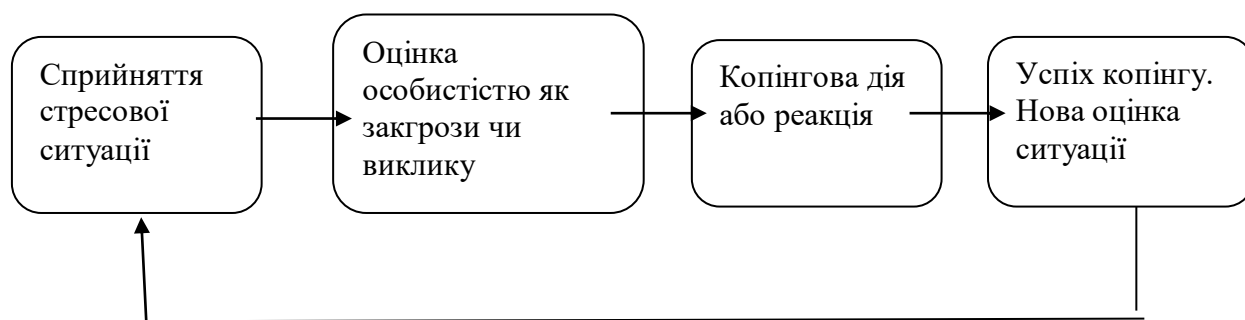 Сприйняття
стресової
ситуації
Оцінка
особистістю як
закгрози чи
виклику
Копінгова дія
або реакція
Успіх копінгу.
Нова оцінка
ситуації